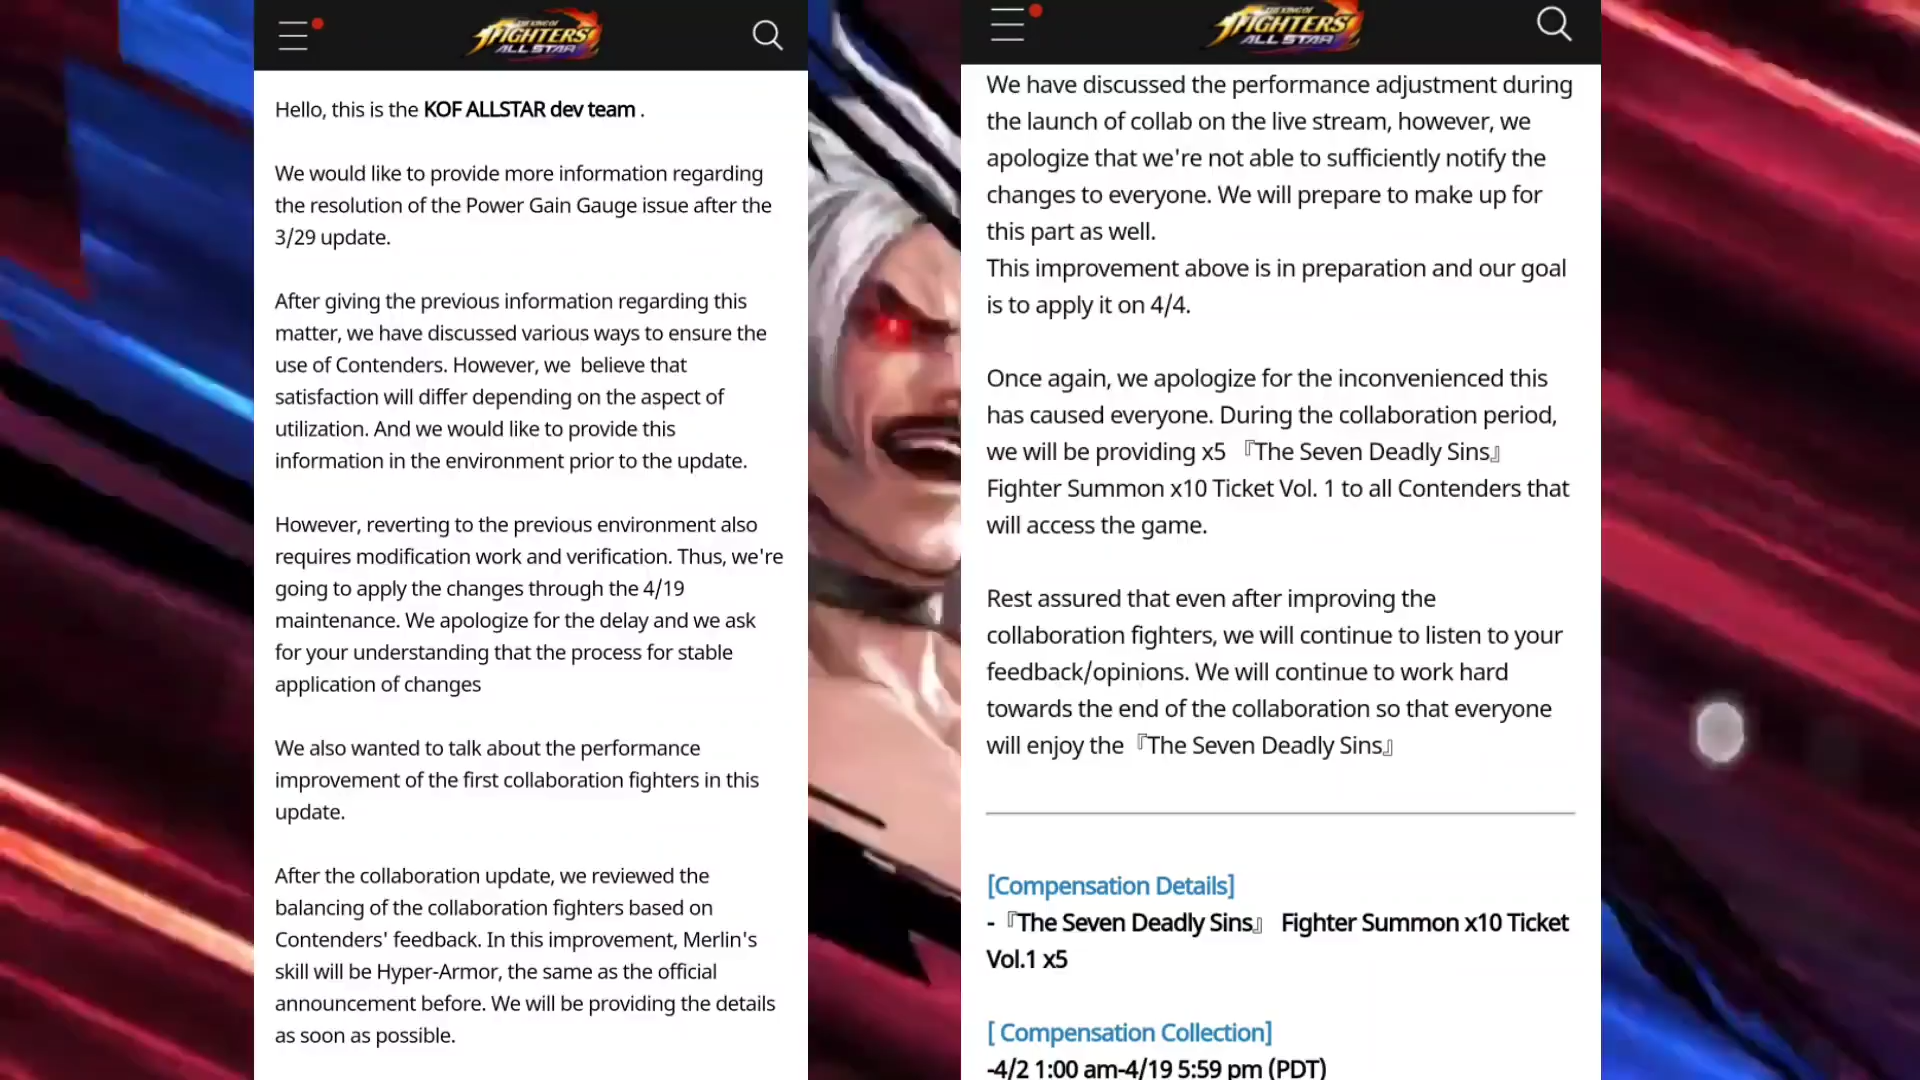 THE KING OF
FIGHTERS
ALL STAR
Hello, this is the KOF ALLSTAR dev team .
We would like to provide more information regarding
the resolution of the Power Gain Gauge issue after the
3/29 update.
After giving the previous information regarding this
matter, we have discussed various ways to ensure the
use of Contenders. However, we  believe that
satisfaction will differ depending on the aspect of
utilization. And we would like to provide this
information in the environment prior to the update.
However, reverting to the previous environment also
requires modification work and verification. Thus, we're
going to apply the changes through the 4/19
maintenance. We apologize for the delay and we ask
for your understanding that the process for stable
application of changes
We also wanted to talk about the performance
improvement of the first collaboration fighters in this
update.
After the collaboration update, we reviewed the
balancing of the collaboration fighters based on
Contenders' feedback. In this improvement, Merlin's
skill will be Hyper-Armor, the same as the official
announcement before. We will be providing the details
as soon as possible.
THE KING OF
FIGHTERS
ALL STAR
We have discussed the performance adjustment during
the launch of collab on the live stream, however, we
apologize that we're not able to sufficiently notify the
changes to everyone. We will prepare to make up for
this part as well.
This improvement above is in preparation and our goal
is to apply it on 4/4.
Once again, we apologize for the inconvenienced this
has caused everyone. During the collaboration period,
we will be providing x5 『The Seven Deadly Sins』
Fighter Summon x10 Ticket Vol. 1 to all Contenders that
will access the game.
Rest assured that even after improving the
collaboration fighters, we will continue to listen to your
feedback/opinions. We will continue to work hard
towards the end of the collaboration so that everyone
will enjoy the『The Seven Deadly Sins』
[Compensation Details]
-『The Seven Deadly Sins』 Fighter Summon x10 Ticket
Vol.1 x5
[ Compensation Collection]
-4/2 1:00 am-4/19 5:59 pm (PDT)